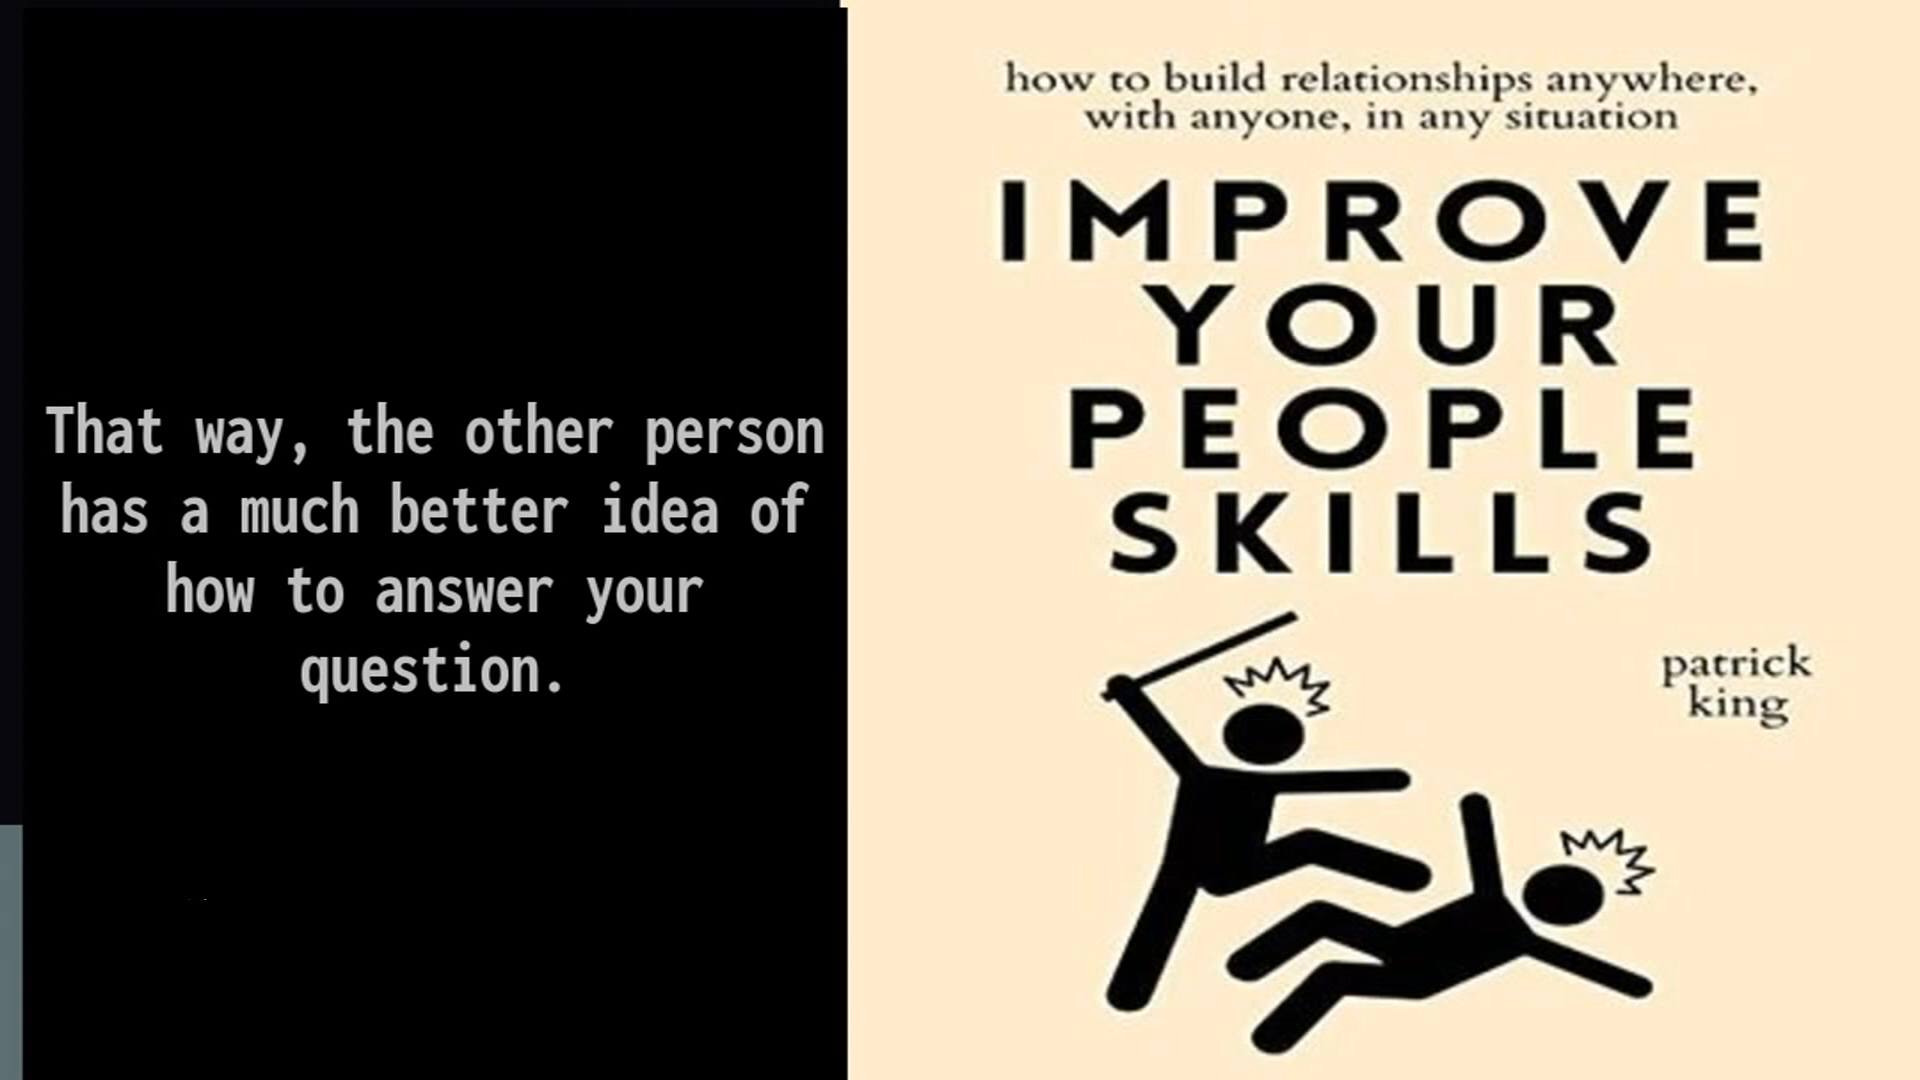 That way, the other person
has a much better idea of
how to answer your
question.
how to build relationships anywhere,
with anyone, in any situation
IMPROVE
YOUR
PEOPLE
SKILLS
patrick
king